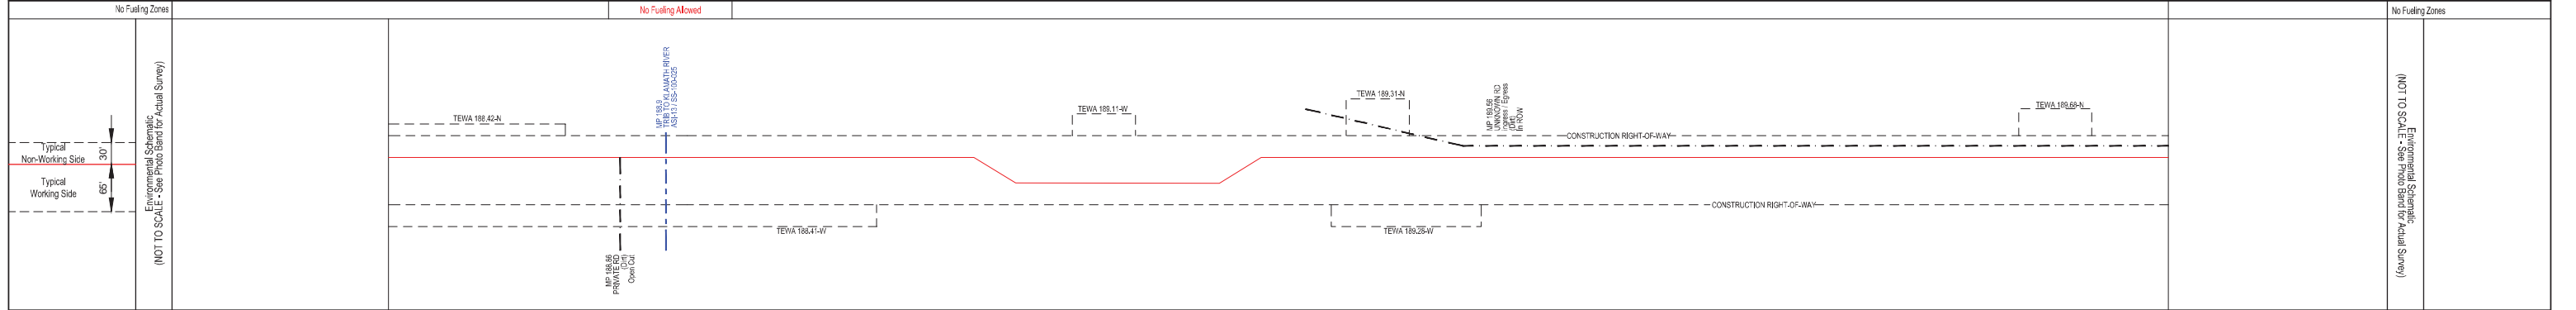 No Fueling Zones
No Fueling Allowed
No Fueling Zones
Typical
Non-Working Side
30'
Typical
Working Side
65'
Environmental Schematic
(NOT TO SCALE - See Photo Band for Actual Survey)
TEWA 188.42-N
MP 188.9
TRIB TO KLAMATH RIVER
ASI-13 / SS-100-025
TEWA 189.11-W
TEWA 189.31-N
MP 189.56
UNKNOWN RD
Ingress / Egress
(Dirt)
In ROW
CONSTRUCTION RIGHT-OF-WAY
TEWA 189.68-N
TEWA 188.41-W
TEWA 189.28-W
CONSTRUCTION RIGHT-OF-WAY
MP 188.86
PRIVATE RD
(Dirt)
Open Cut
Environmental Schematic
(NOT TO SCALE - See Photo Band for Actual Survey)